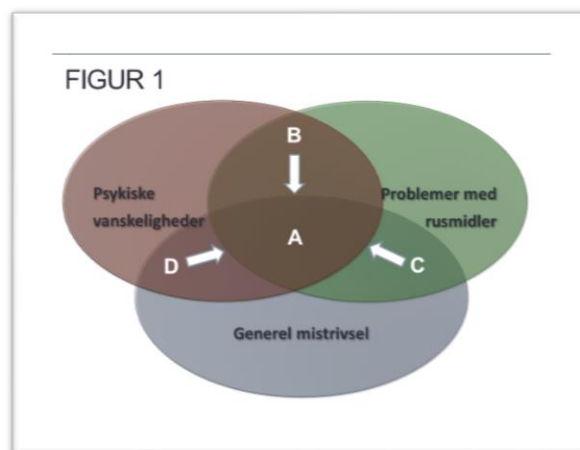 FIGUR 1
B
Psykiske
vanskeligheder
Problemer med
rusmidler
A
D
C
Generel mistrivsel